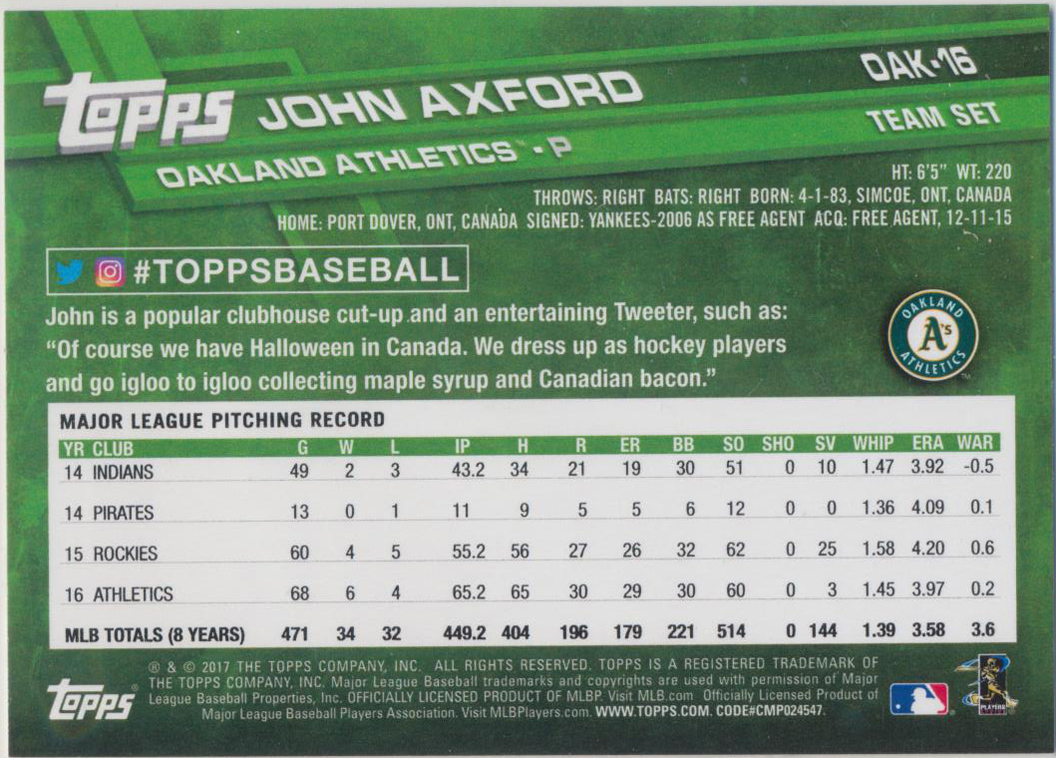 topps JOHN AXFORD OAK-16
OAKLAND ATHLETICS™ - P TEAM SET
HT: 6'5" WT: 220
THROWS: RIGHT BATS: RIGHT BORN: 4-1-83, SIMCOE, ONT, CANADA
HOME: PORT DOVER, ONT, CANADA SIGNED: YANKEES-2006 AS FREE AGENT ACQ: FREE AGENT, 12-11-15
#TOPPSBASEBALL
John is a popular clubhouse cut-up and an entertaining Tweeter, such as:
“Of course we have Halloween in Canada. We dress up as hockey players
and go igloo to igloo collecting maple syrup and Canadian bacon.”
OAKLAND
A's
ATHLETICS
™
MAJOR LEAGUE PITCHING RECORD
YR CLUB G W L IP H R ER BB SO SHO SV WHIP ERA WAR
14 INDIANS 49 2 3 43.2 34 21 19 30 51 0 10 1.47 3.92 -0.5
14 PIRATES 13 0 1 11 9 5 5 6 12 0 0 1.36 4.09 0.1
15 ROCKIES 60 4 5 55.2 56 27 26 32 62 0 25 1.58 4.20 0.6
16 ATHLETICS 68 6 4 65.2 65 30 29 30 60 0 3 1.45 3.97 0.2
MLB TOTALS (8 YEARS) 471 34 32 449.2 404 196 179 221 514 0 144 1.39 3.58 3.6
® & © 2017 THE TOPPS COMPANY, INC. ALL RIGHTS RESERVED. TOPPS IS A REGISTERED TRADEMARK OF
THE TOPPS COMPANY, INC. Major League Baseball trademarks and copyrights are used with permission of Major
League Baseball Properties, Inc. OFFICIALLY LICENSED PRODUCT OF MLBP. Visit MLB.com Officially Licensed Product of
Major League Baseball Players Association. Visit MLBPlayers.com. WWW.TOPPS.COM. CODE#CMP024547.
topps®
PLAYERS